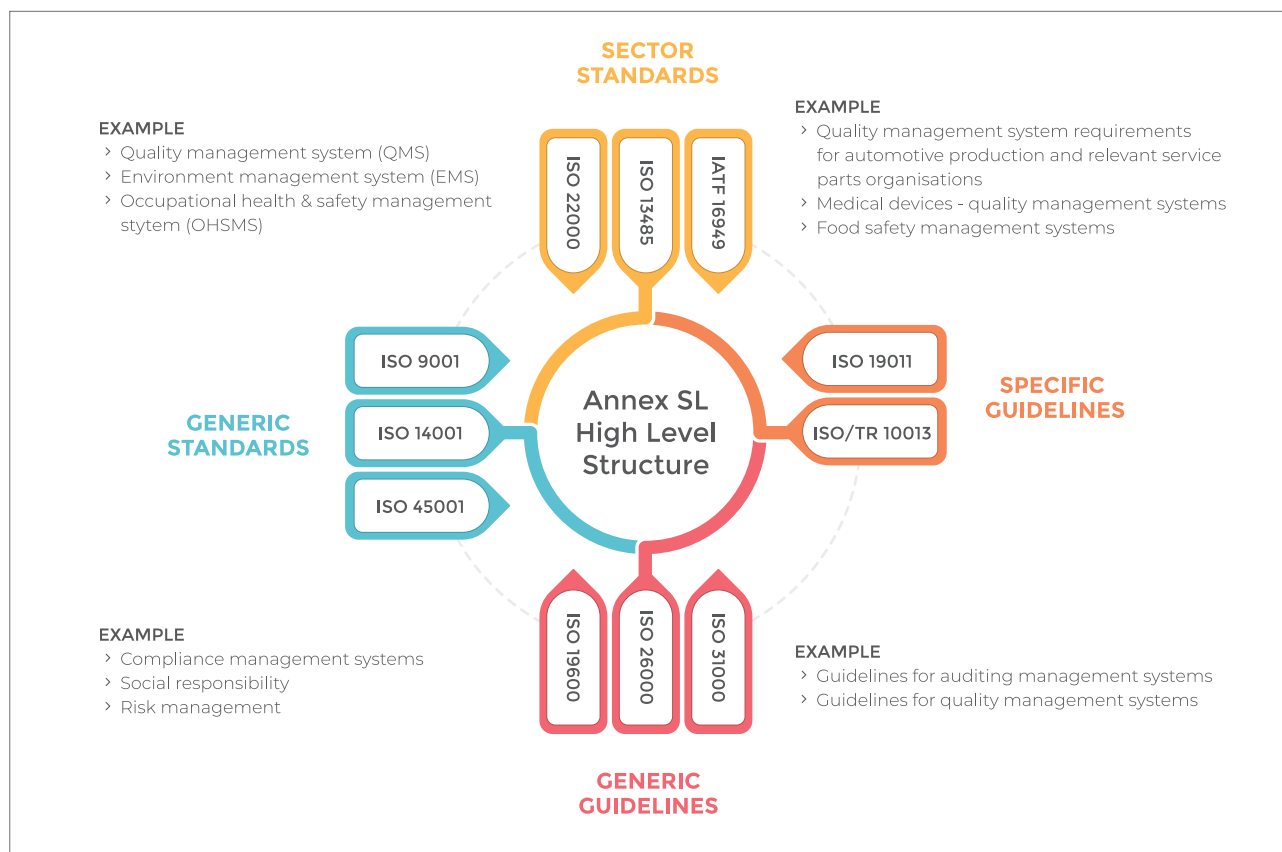 SECTOR
STANDARDS
EXAMPLE
› Quality management system (QMS)
› Environment management system (EMS)
› Occupational health & safety management
stytem (OHSMS)
EXAMPLE
› Quality management system requirements
for automotive production and relevant service
parts organisations
› Medical devices - quality management systems
› Food safety management systems
ISO 22000
ISO 13485
IATF 16949
GENERIC
STANDARDS
ISO 9001
ISO 14001
ISO 45001
Annex SL
High Level
Structure
ISO 19011
ISO/TR 10013
SPECIFIC
GUIDELINES
ISO 19600
ISO 26000
ISO 31000
EXAMPLE
› Compliance management systems
› Social responsibility
› Risk management
EXAMPLE
› Guidelines for auditing management systems
› Guidelines for quality management systems
GENERIC
GUIDELINES